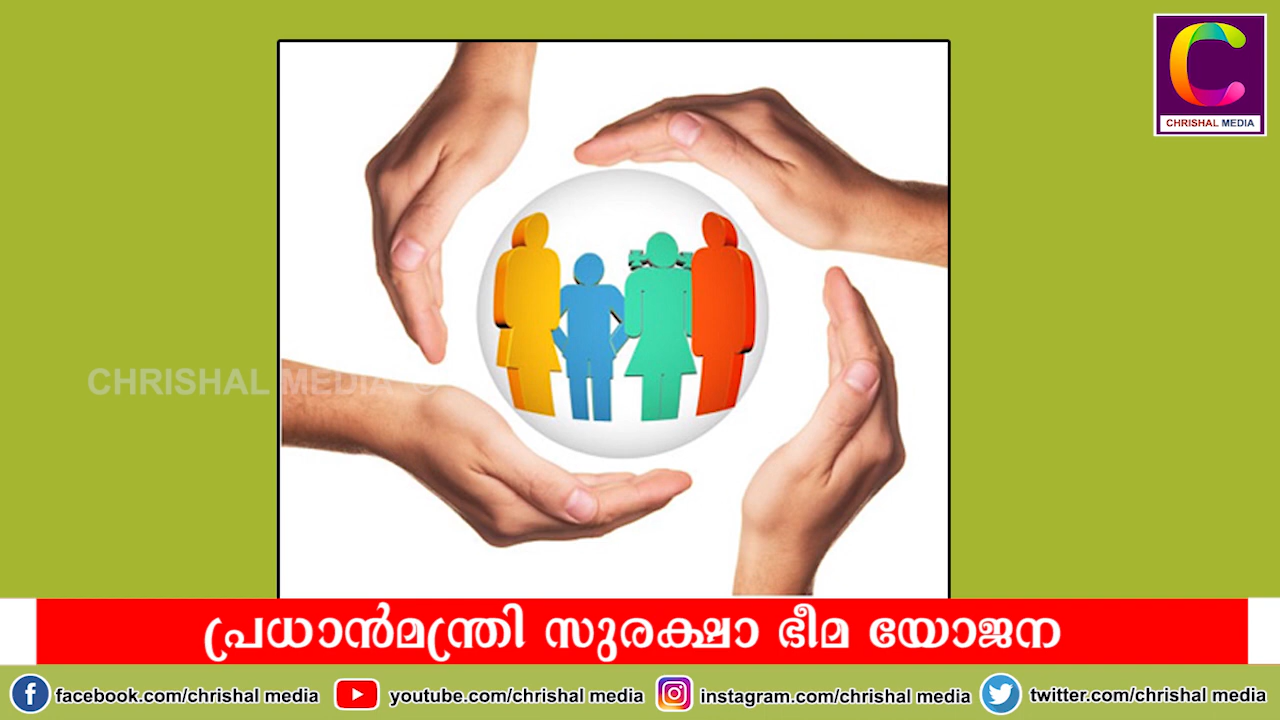 CHRISHAL MEDIA
CHRISHAL MEDIA ©
പ്രധാൻമന്ത്രി സുരക്ഷാ ഭീമ യോജന
facebook.com/chrishal media youtube.com/chrishal media instagram.com/chrishal media twitter.com/chrishal media